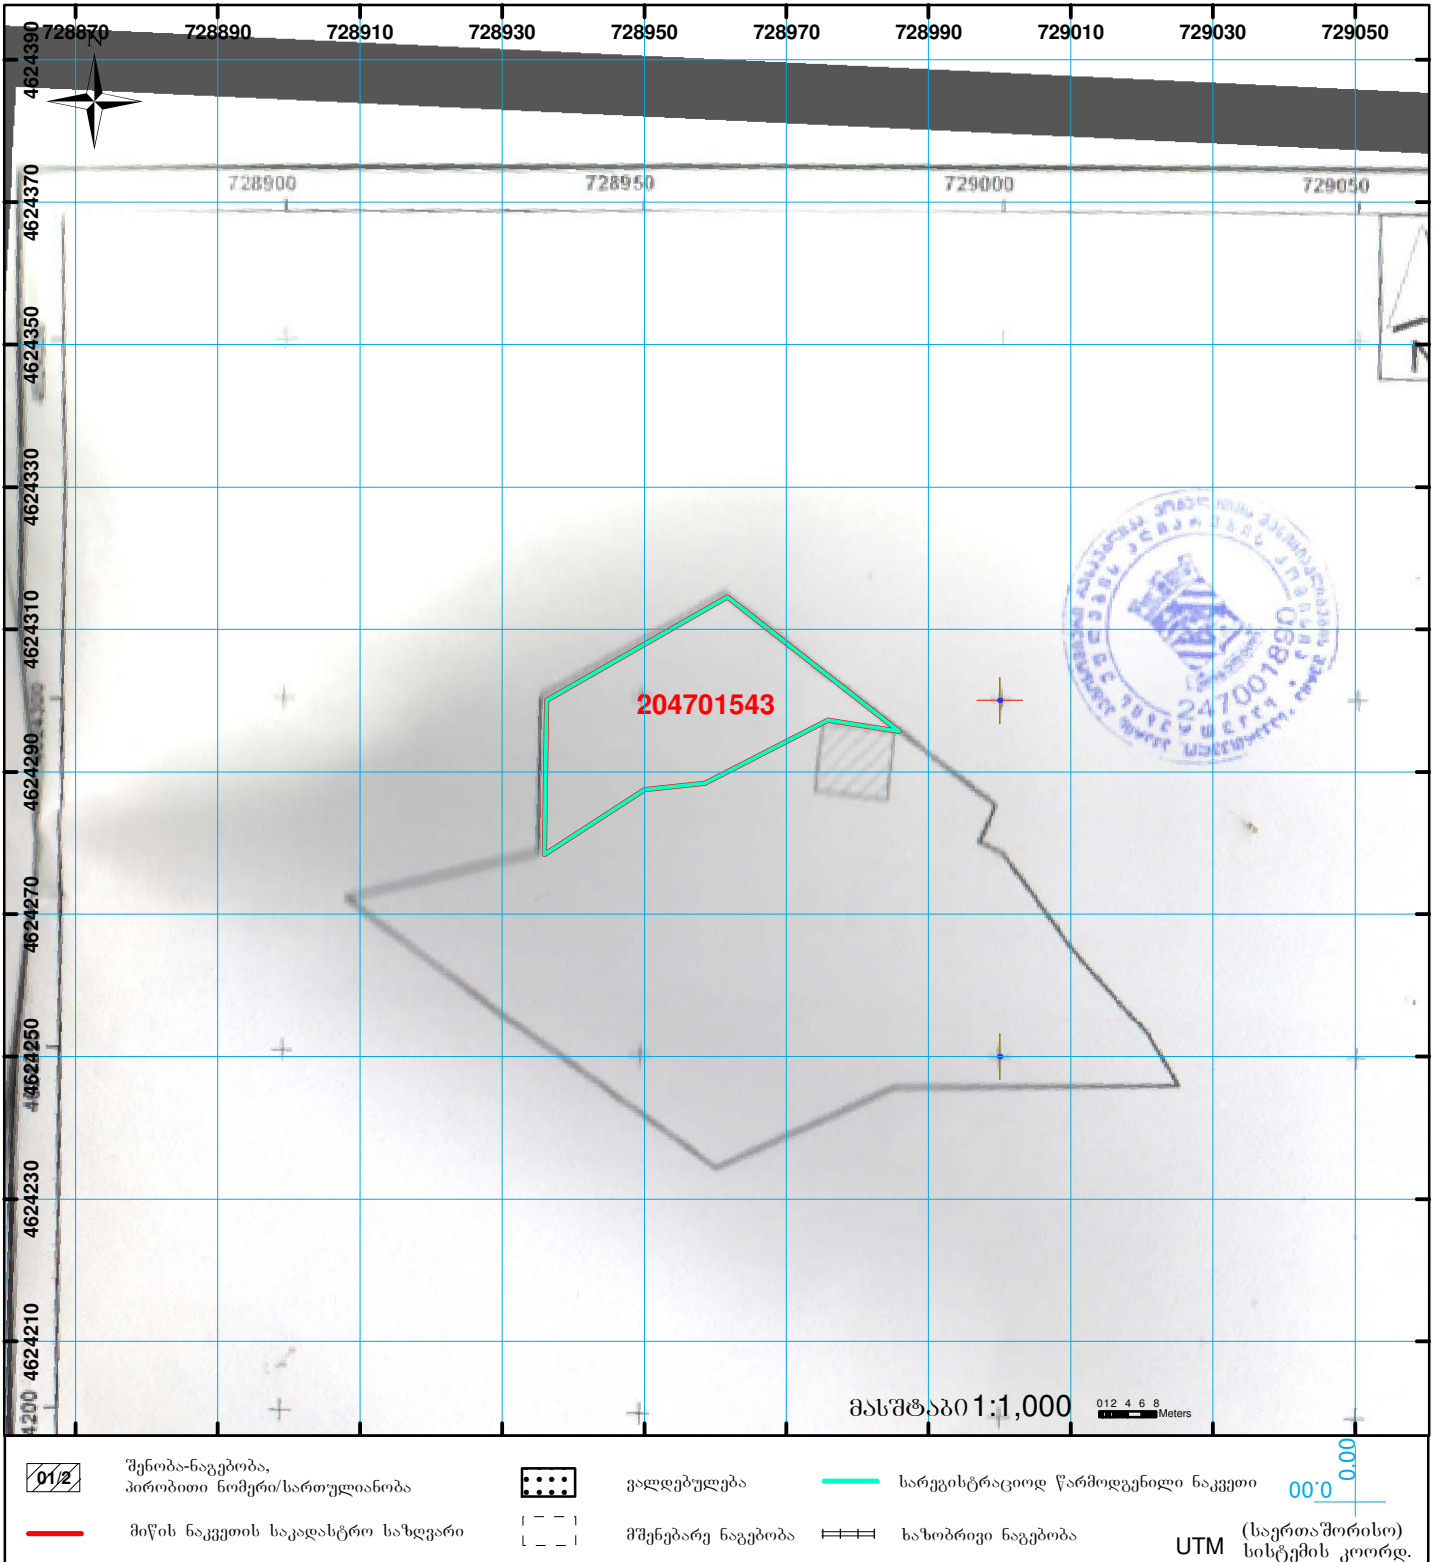 728870 728890 728910 728930 728950 728970 728990 729010 729030 729050
N
4624390
4624370
4624350
4624330
4624310
4624290
4624270
4624250
4624230
4624210
728900 728950 729000 729050
204701543
247001890
4200
მასშტაბი 1:1,000
012 4 6 8
Meters
01/2
შენობა-ნაგებობა,
პირობითი ნომერი/სართულიანობა
ვალდებულება
სარეგისტრაციოდ წარმოდგენილი ნაკვეთი
00.0 0.00
მიწის ნაკვეთის საკადასტრო საზღვარი
მშენებარე ნაგებობა
ხაზობრივი ნაგებობა
UTM (საერთაშორისო)
სისტემის კოორდ.